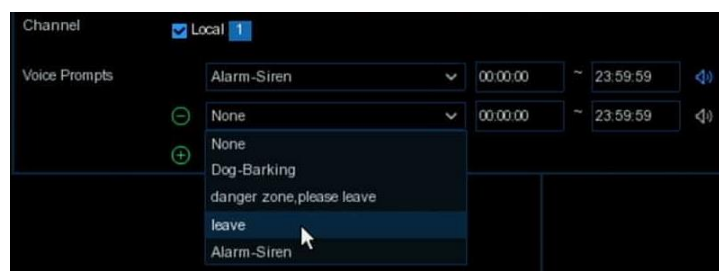 Channel Local 1
Voice Prompts Alarm-Siren 00:00:00 ~ 23:59:59
None 00:00:00 ~ 23:59:59
None
Dog-Barking
danger zone,please leave
leave
Alarm-Siren